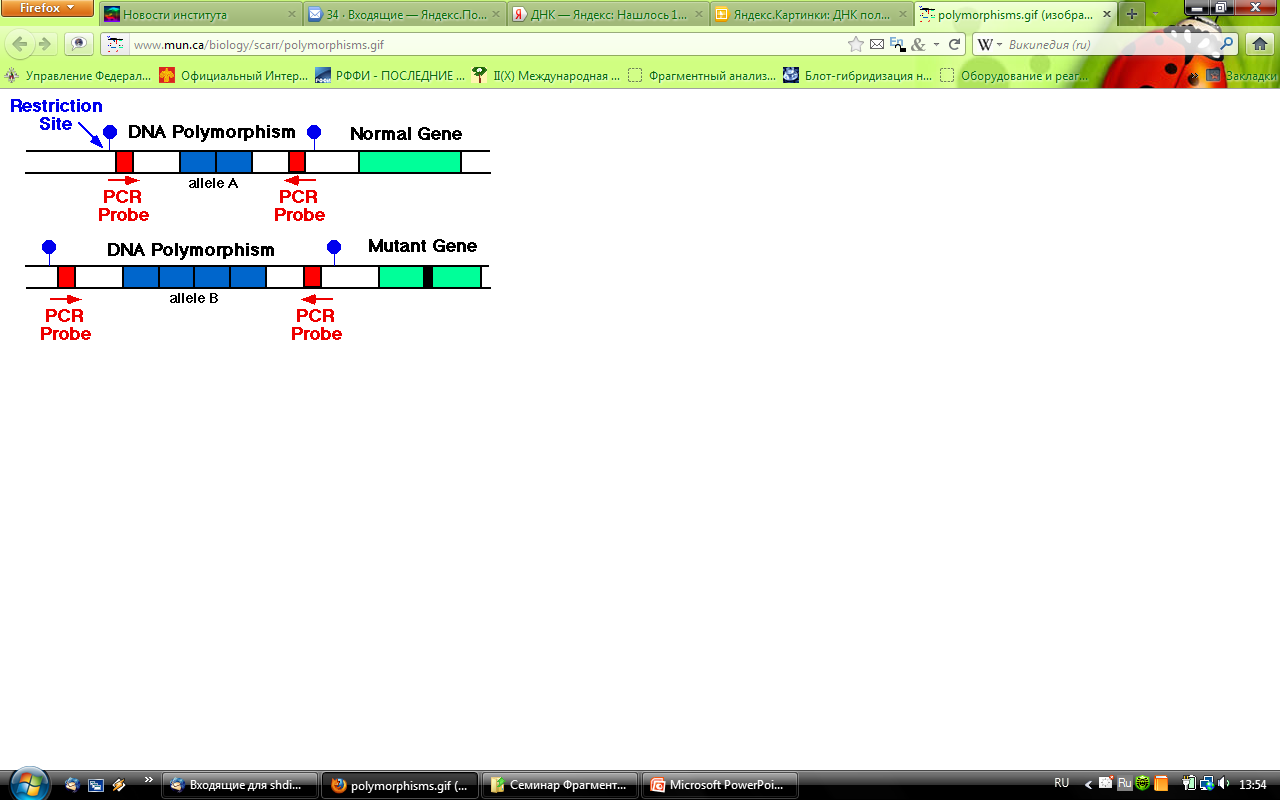 Firefox
Новости института
34 · Входящие — Яндекс.По...
ДНК — Яндекс: Нашлось 1...
Яндекс.Картинки: ДНК пол...
polymorphisms.gif (изобра...
www.mun.ca/biology/scarr/polymorphisms.gif
Википедия (ru)
Управление Федерал...
Официальный Интер...
РФФИ - ПОСЛЕДНИЕ ...
II(X) Международная ...
Фрагментный анализ...
Блот-гибридизация н...
Оборудование и реаг...
Закладки
Restriction
Site
DNA Polymorphism
Normal Gene
allele A
PCR
Probe
PCR
Probe
DNA Polymorphism
Mutant Gene
allele B
PCR
Probe
PCR
Probe
Входящие для shdi...
polymorphisms.gif (...
Семинар Фрагмент...
Microsoft PowerPoi...
RU
Ru
13:54